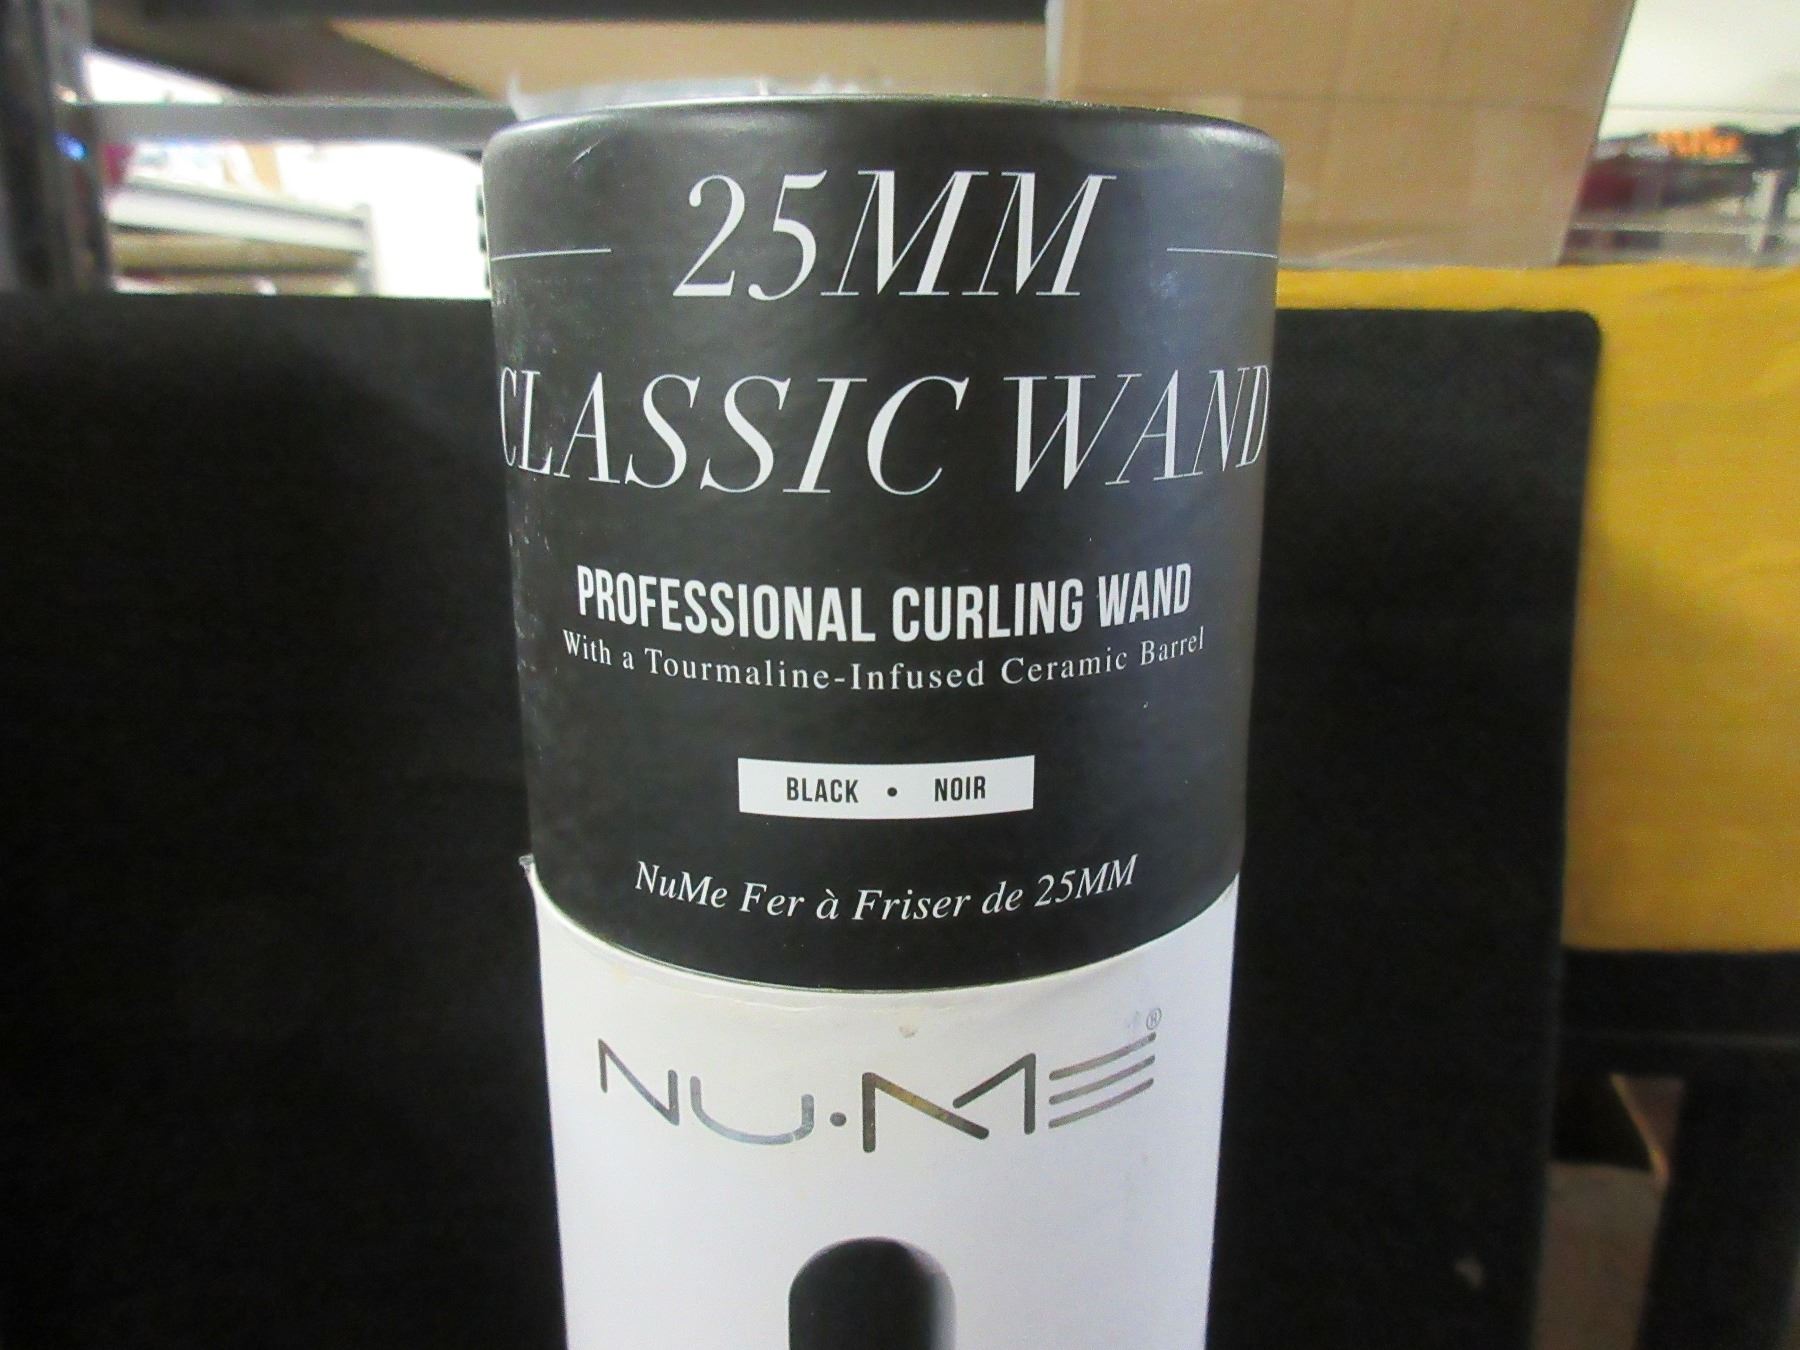 25MM
CLASSIC WAND
PROFESSIONAL CURLING WAND
With a Tourmaline-Infused Ceramic Barrel
BLACK • NOIR
NuMe Fer à Friser de 25MM
NU·ME®